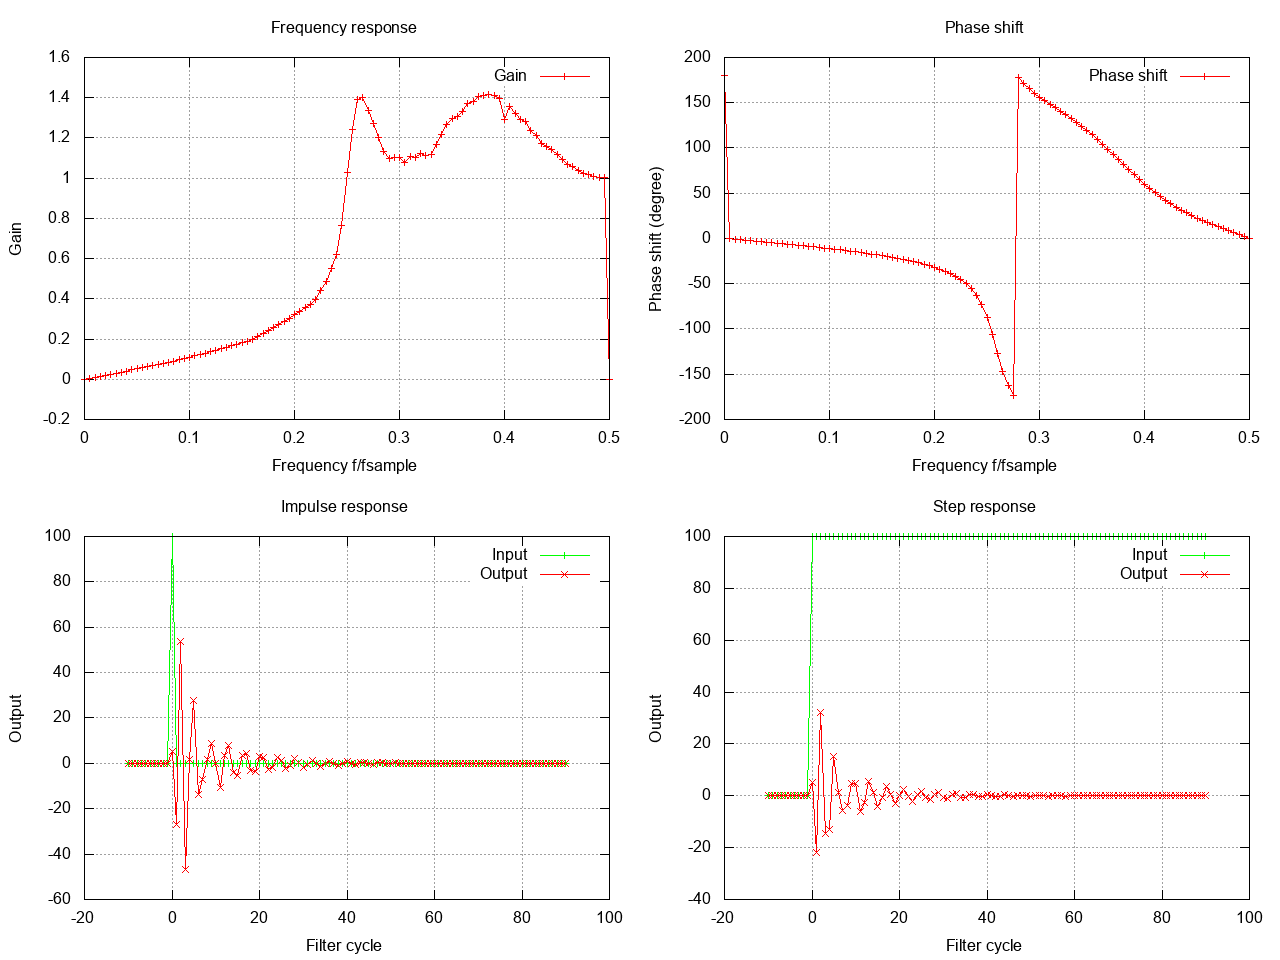 Frequency response
1.6
1.4
1.2
1
0.8
0.6
0.4
0.2
0
-0.2
Gain
Gain
0 0.1 0.2 0.3 0.4 0.5
Frequency f/fsample
Phase shift
200
150
100
50
0
-50
-100
-150
-200
Phase shift (degree)
Phase shift
0 0.1 0.2 0.3 0.4 0.5
Frequency f/fsample
Impulse response
100
80
60
40
20
0
-20
-40
-60
Output
Input
Output
-20 0 20 40 60 80 100
Filter cycle
Step response
100
80
60
40
20
0
-20
-40
Output
Input
Output
-20 0 20 40 60 80 100
Filter cycle